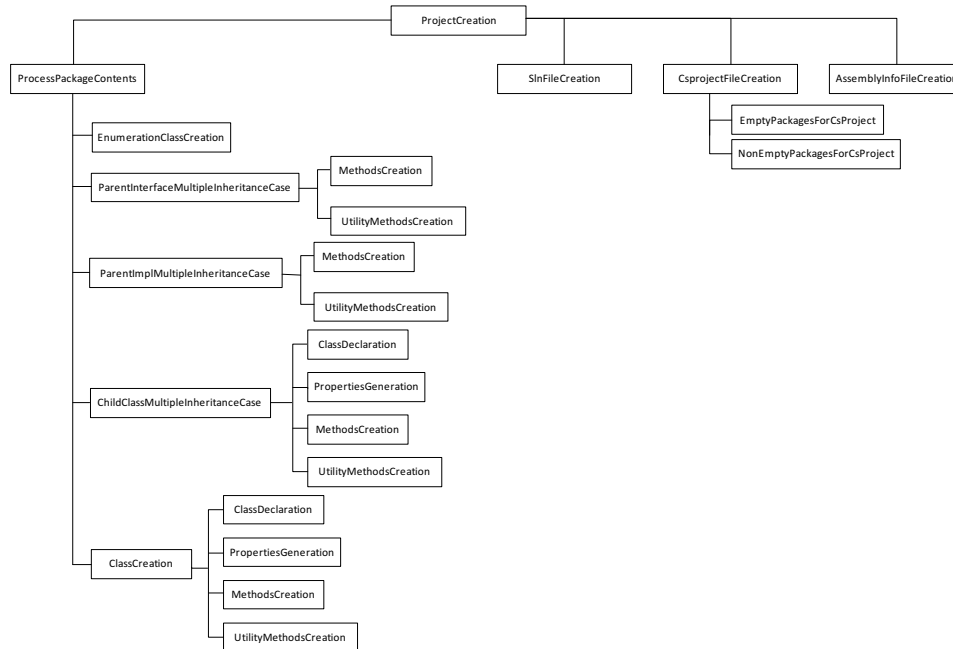 ProjectCreation
ProcessPackageContents
SlnFileCreation
CsprojectFileCreation
AssemblyInfoFileCreation
EmptyPackagesForCsProject
EnumerationClassCreation
NonEmptyPackagesForCsProject
MethodsCreation
ParentInterfaceMultipleInheritanceCase
UtilityMethodsCreation
MethodsCreation
ParentImplMultipleInheritanceCase
UtilityMethodsCreation
ClassDeclaration
PropertiesGeneration
ChildClassMultipleInheritanceCase
MethodsCreation
UtilityMethodsCreation
ClassDeclaration
PropertiesGeneration
ClassCreation
MethodsCreation
UtilityMethodsCreation